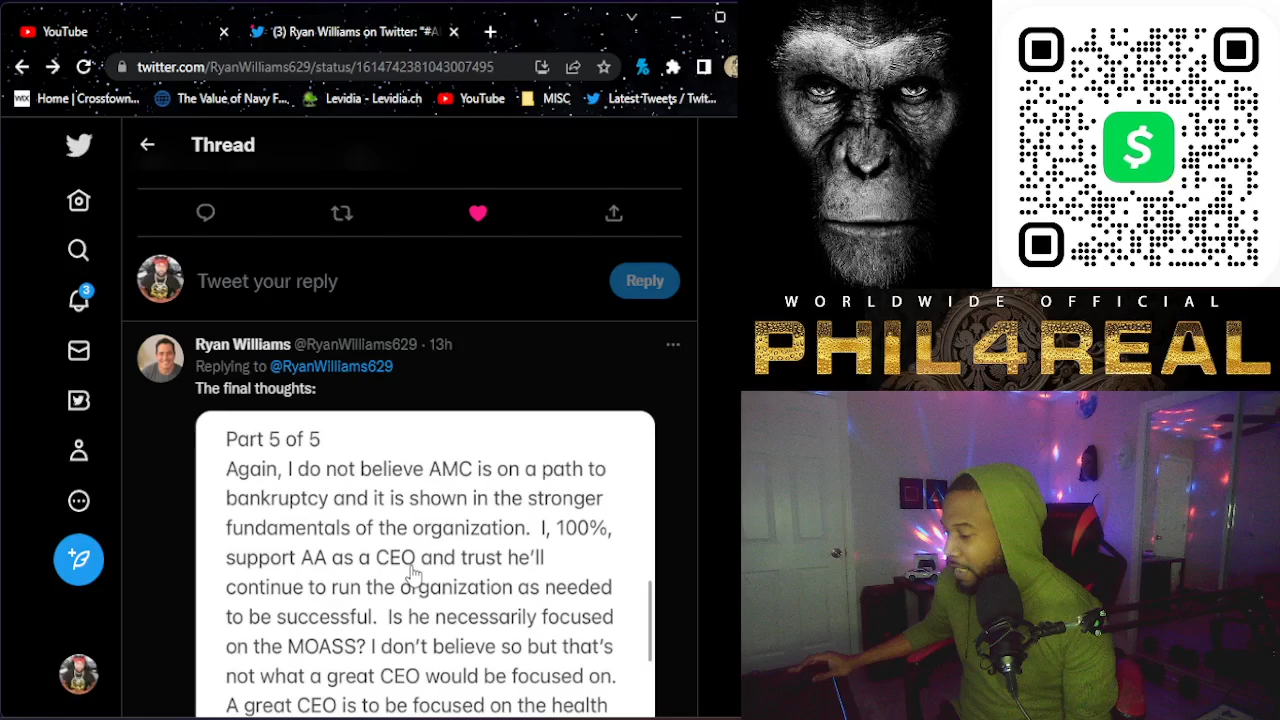 YouTube
(3) Ryan Williams on Twitter: "#A
twitter.com/RyanWilliams629/status/1614742381043007495
WIX Home | Crosstown...
The Value of Navy F...
Levidia - Levidia.ch
YouTube
MISC
Latest Tweets / Twit...
Thread
Tweet your reply
Reply
3
Ryan Williams @RyanWilliams629 · 13h
Replying to @RyanWilliams629
The final thoughts:
Part 5 of 5
Again, I do not believe AMC is on a path to
bankruptcy and it is shown in the stronger
fundamentals of the organization. I, 100%,
support AA as a CEO and trust he'll
continue to run the organization as needed
to be successful. Is he necessarily focused
on the MOASS? I don't believe so but that's
not what a great CEO would be focused on.
A great CEO is to be focused on the health
$
WORLDWIDE OFFICIAL
PHIL4REAL